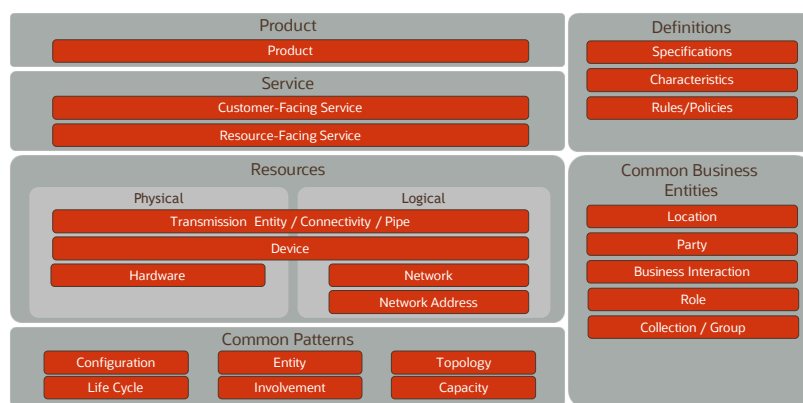 Product
Product
Service
Customer-Facing Service
Resource-Facing Service
Resources
Physical
Logical
Transmission Entity / Connectivity / Pipe
Device
Hardware
Network
Network Address
Common Patterns
Configuration
Entity
Topology
Life Cycle
Involvement
Capacity
Definitions
Specifications
Characteristics
Rules/Policies
Common Business
Entities
Location
Party
Business Interaction
Role
Collection / Group